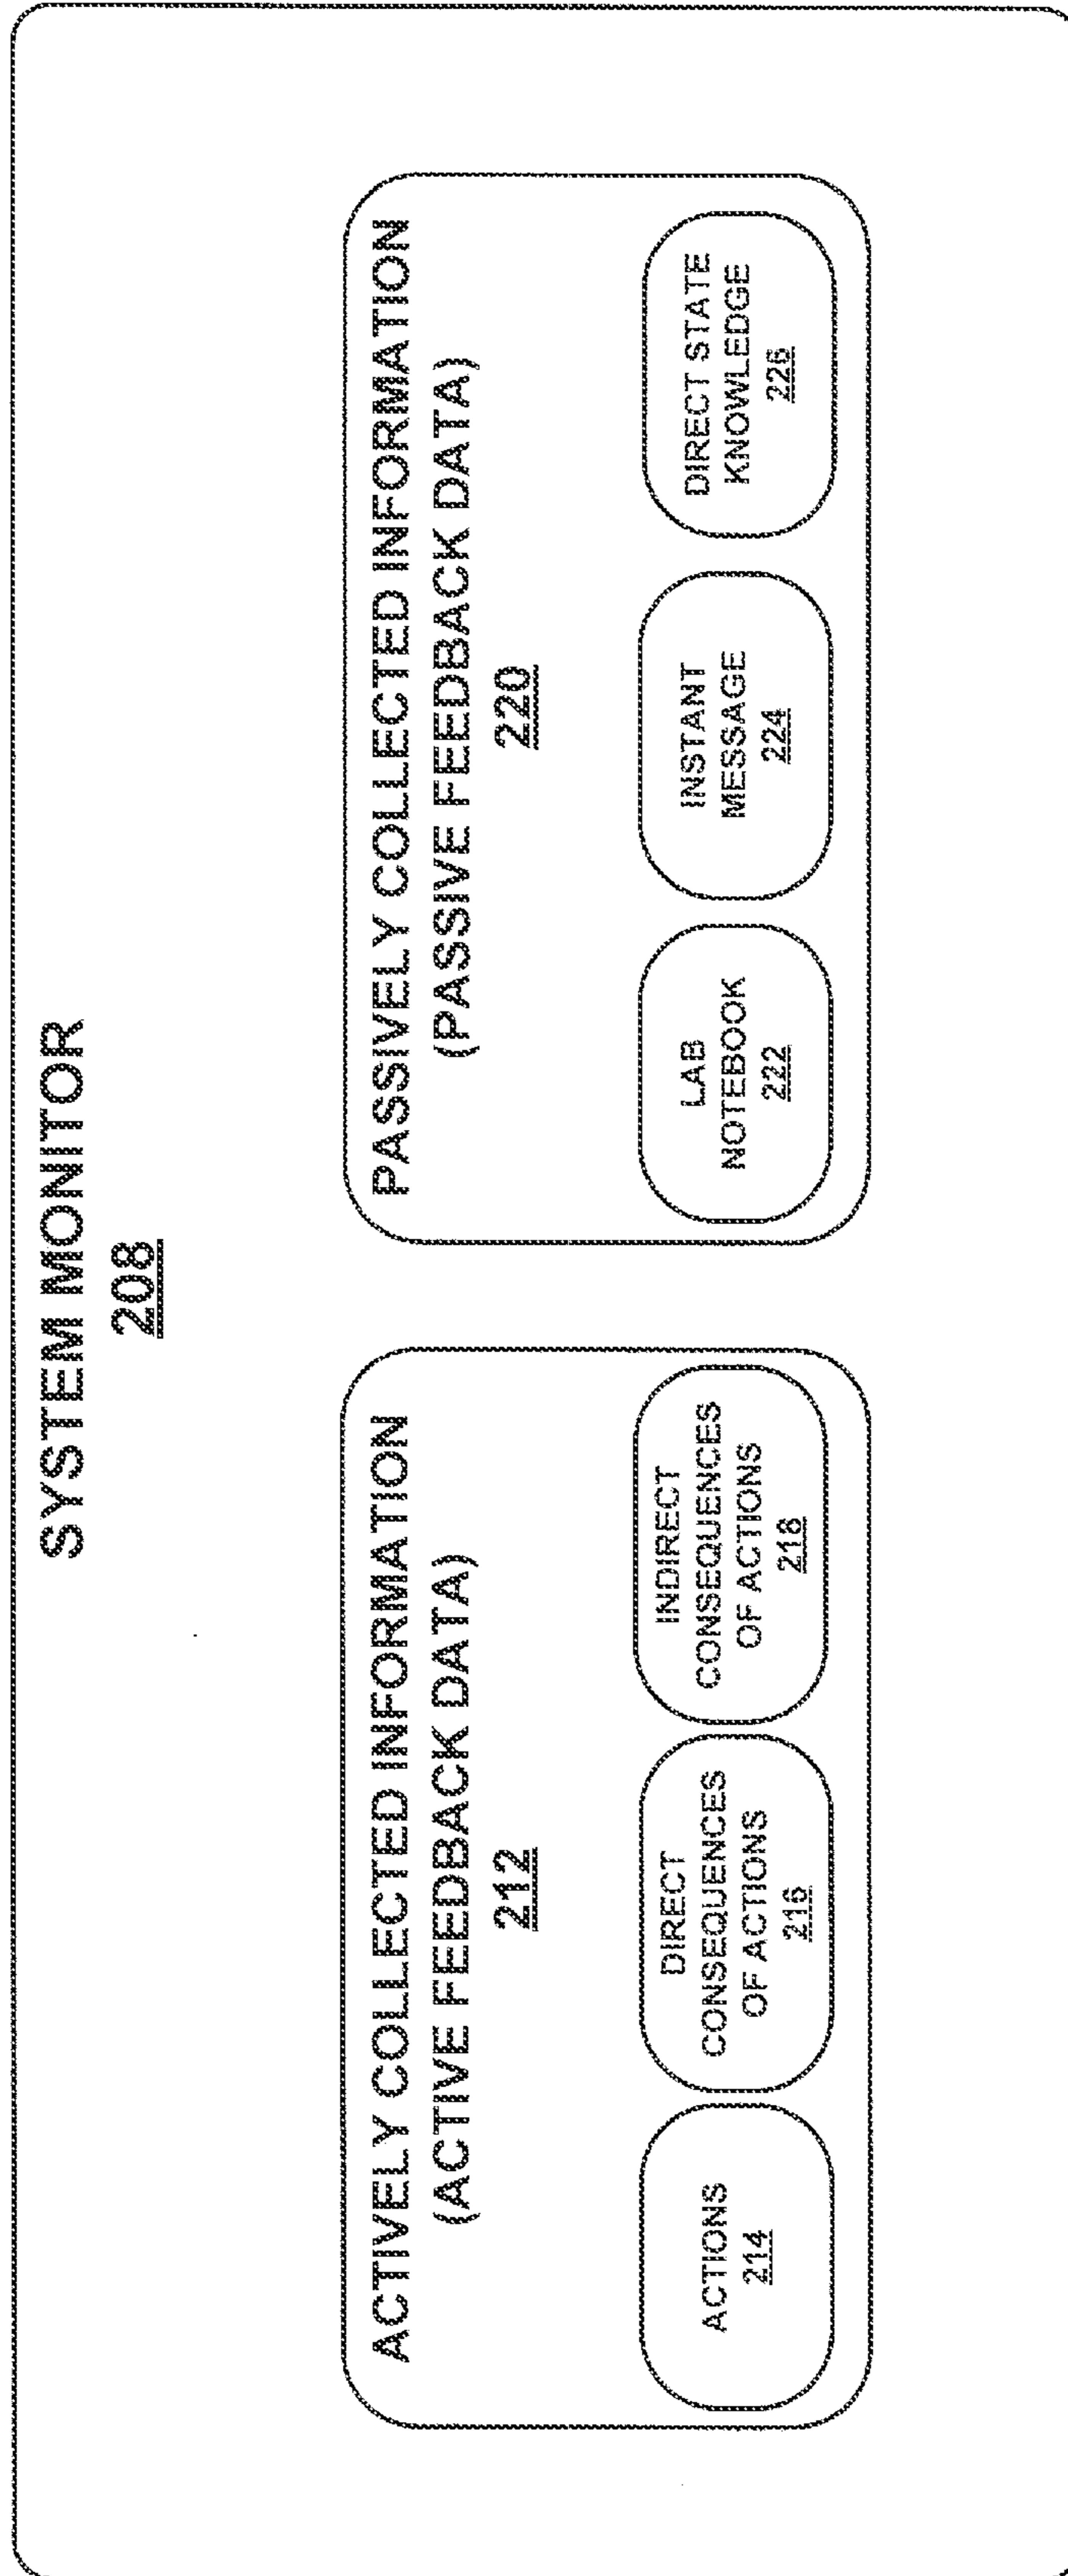 SYSTEM MONITOR
208
ACTIVELY COLLECTED INFORMATION
(ACTIVE FEEDBACK DATA)
212
ACTIONS
214
DIRECT
CONSEQUENCES
OF ACTIONS
216
INDIRECT
CONSEQUENCES
OF ACTIONS
218
PASSIVELY COLLECTED INFORMATION
(PASSIVE FEEDBACK DATA)
220
LAB
NOTEBOOK
222
INSTANT
MESSAGE
224
DIRECT STATE
KNOWLEDGE
226